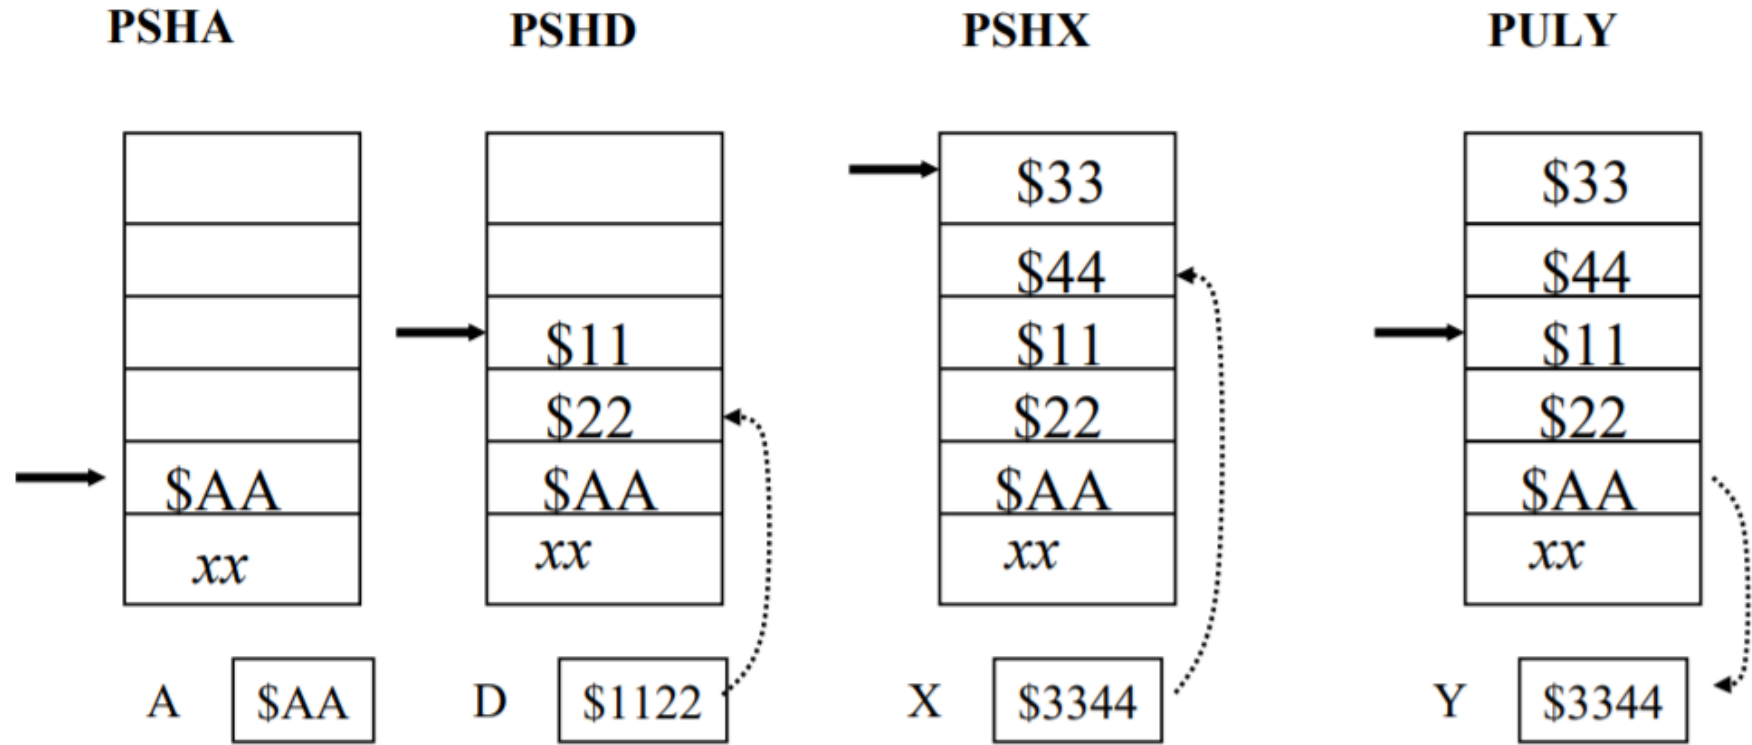 PSHA PSHD PSHX PULY
$33 $33
$44 $44
$11 $11 $11
$22 $22 $22
$AA $AA $AA $AA
xx xx xx xx
A $AA D $1122 X $3344 Y $3344